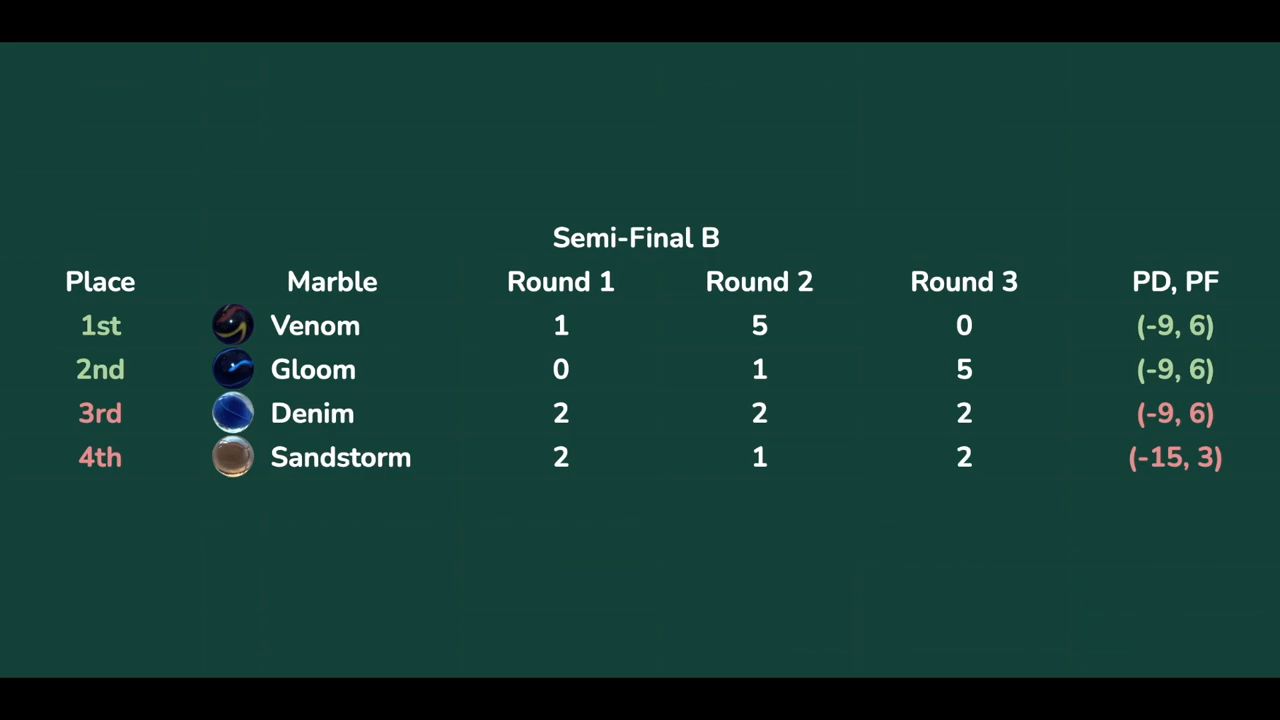 Semi-Final B
Place Marble Round 1 Round 2 Round 3 PD, PF
1st Venom 1 5 0 (-9, 6)
2nd Gloom 0 1 5 (-9, 6)
3rd Denim 2 2 2 (-9, 6)
4th Sandstorm 2 1 2 (-15, 3)